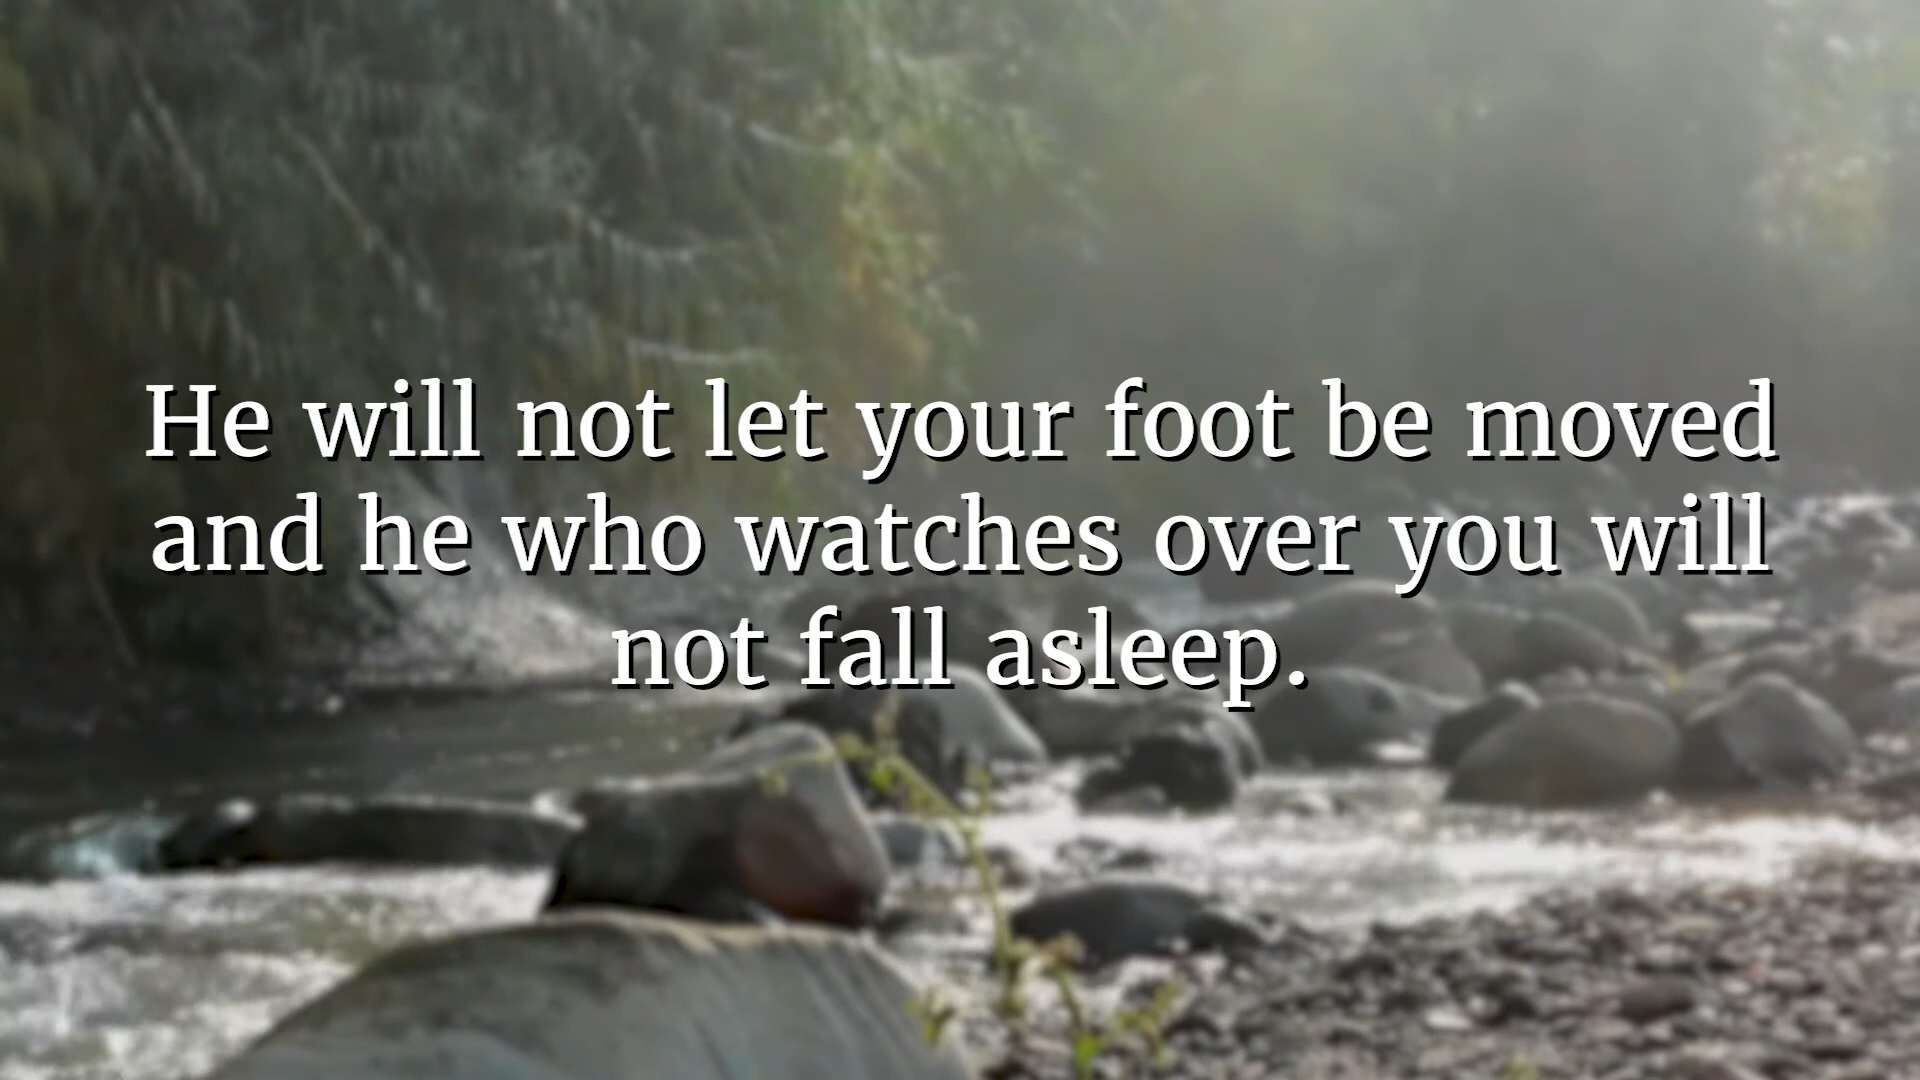 He will not let your foot be moved
and he who watches over you will
not fall asleep.